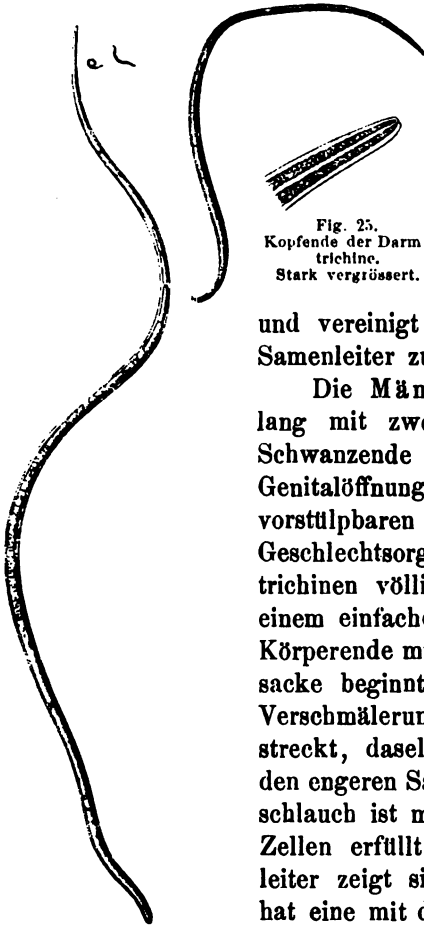 Fig. 25.
Kopfende der Darm
trichine.
Stark vergrössert.
und vereinigt
Samenleiter zu
Die Män
lang mit zwe
Schwanzende
Genitalöffnung
vorstülpbaren
Geschlechtsorg
trichinen völli
einem einfache
Körperende m
sacke beginnt
Verschmälerun
streckt, dasel
den engeren Sa
schlauch ist m
Zellen erfüllt
leiter zeigt si
hat eine mit d